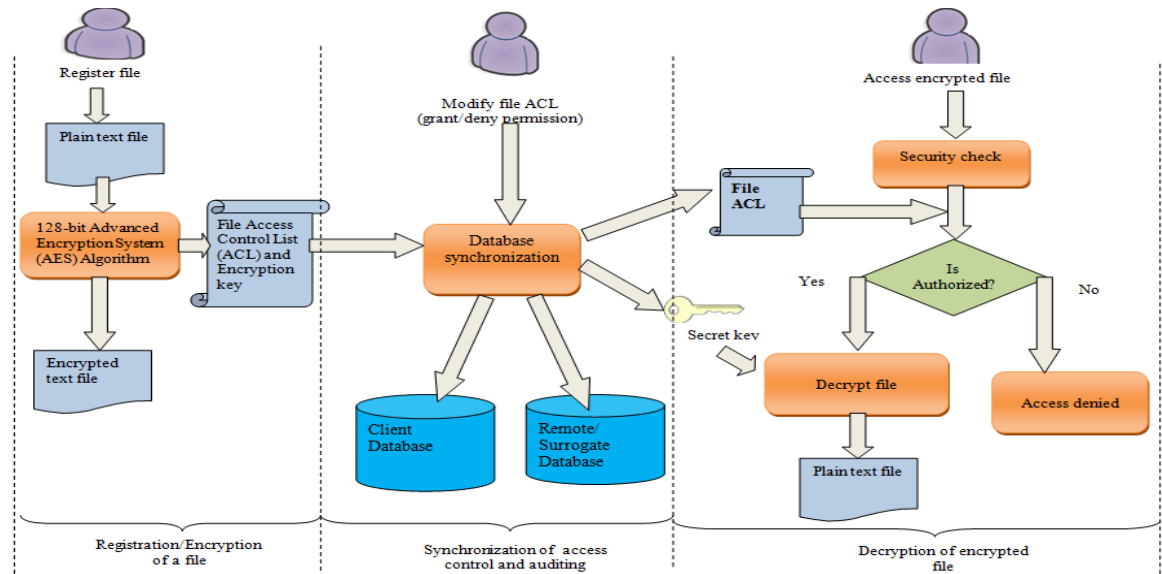 Register file
Plain text file
128-bit Advanced
Encryption System
(AES) Algorithm
File Access
Control List
(ACL) and
Encryption
key
Encrypted
text file
Registration/Encryption
of a file
Modify file ACL
(grant/deny permission)
Database
synchronization
Client
Database
Remote/
Surrogate
Database
Synchronization of access
control and auditing
File
ACL
Secret key
Access encrypted file
Security check
Is
Authorized?
Yes
No
Decrypt file
Access denied
Plain text file
Decryption of encrypted
file